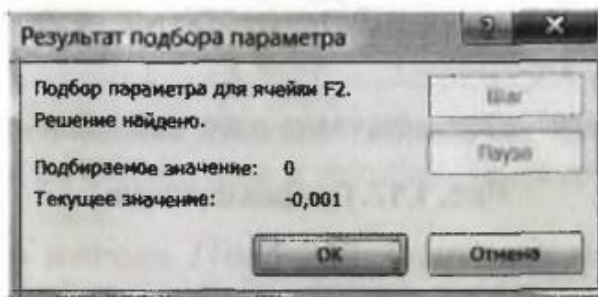 Результат подбора параметра
Подбор параметра для ячейки F2.
Решение найдено.
Подбираемое значение: 0
Текущее значение: -0,001
Шаг
Пауза
ОК
Отмена